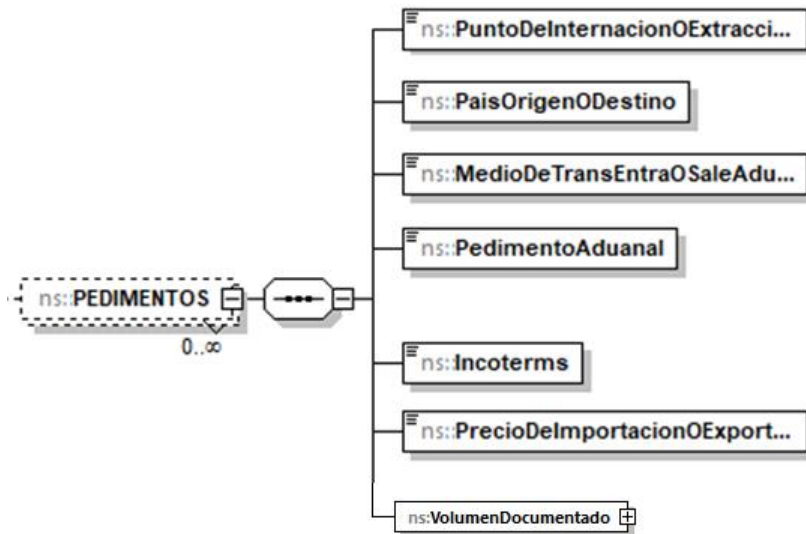 ns::PuntoDeInternacionOExtracci...
ns::PaisOrigenODestino
ns::MedioDeTransEntraOSaleAdu...
ns::PedimentoAduanal
ns::PEDIMENTOS
0..∞
ns::Incoterms
ns::PrecioDeImportacionOExport...
ns:VolumenDocumentado